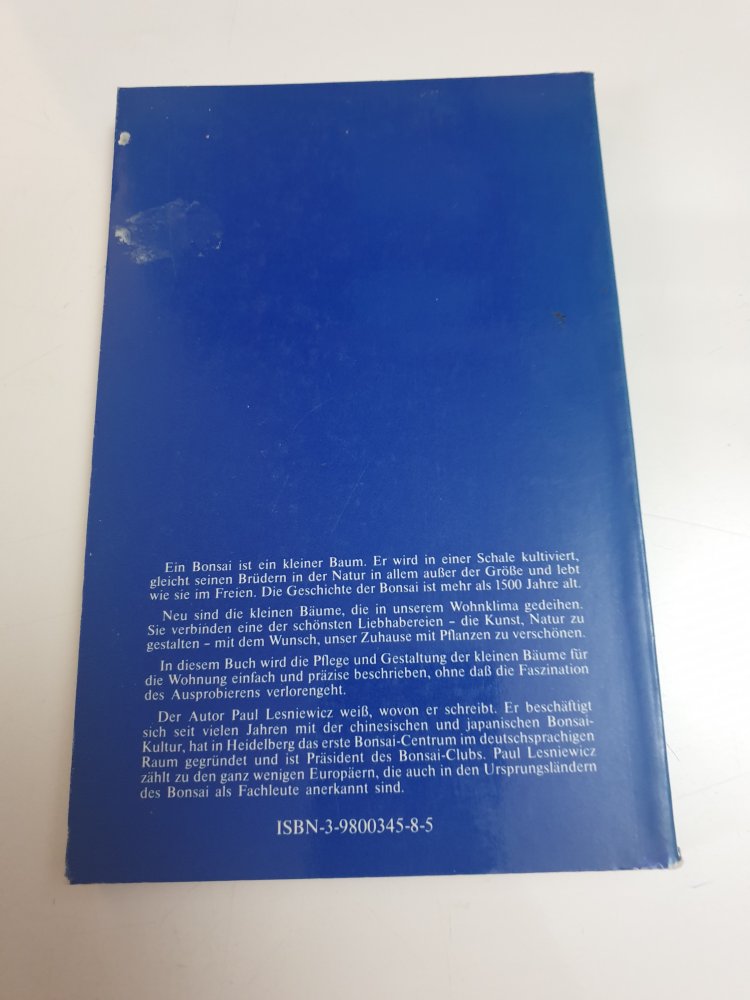 Ein Bonsai ist ein kleiner Baum. Er wird in einer Schale kultiviert,
gleicht seinen Brüdern in der Natur in allem außer der Größe und lebt
wie sie im Freien. Die Geschichte der Bonsai ist mehr als 1500 Jahre alt.
Neu sind die kleinen Bäume, die in unserem Wohnklima gedeihen.
Sie verbinden eine der schönsten Liebhabereien – die Kunst, Natur zu
gestalten – mit dem Wunsch, unser Zuhause mit Pflanzen zu verschönen.
In diesem Buch wird die Pflege und Gestaltung der kleinen Bäume für
die Wohnung einfach und präzise beschrieben, ohne daß die Faszination
des Ausprobierens verlorengeht.
Der Autor Paul Lesniewicz weiß, wovon er schreibt. Er beschäftigt
sich seit vielen Jahren mit der chinesischen und japanischen Bonsai-
Kultur, hat in Heidelberg das erste Bonsai-Centrum im deutschsprachigen
Raum gegründet und ist Präsident des Bonsai-Clubs. Paul Lesniewicz
zählt zu den ganz wenigen Europäern, die auch in den Ursprungsländern
des Bonsai als Fachleute anerkannt sind.
ISBN-3-9800345-8-5